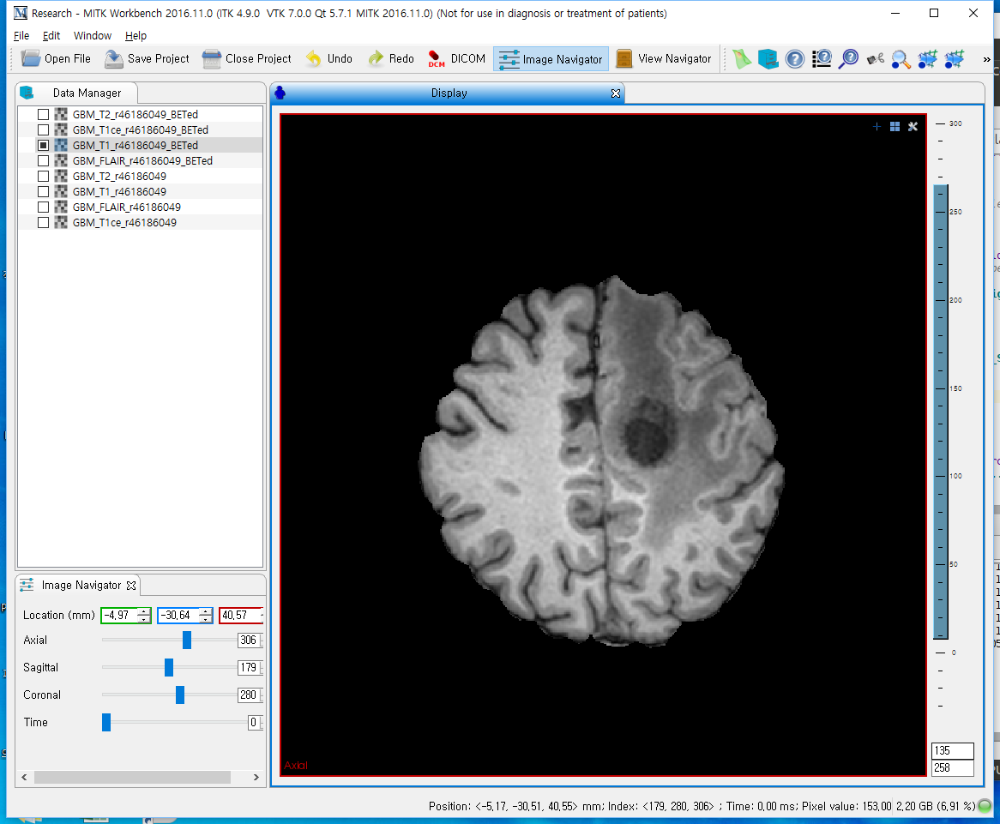 Research - MITK Workbench 2016.11.0 (ITK 4.9.0 VTK 7.0.0 Qt 5.7.1 MITK 2016.11.0) (Not for use in diagnosis or treatment of patients)
File Edit Window Help
Open File Save Project Close Project Undo Redo DCM DICOM Image Navigator View Navigator »
Data Manager
Display
GBM_T2_r46186049_BETed
GBM_T1ce_r46186049_BETed
GBM_T1_r46186049_BETed
GBM_FLAIR_r46186049_BETed
GBM_T2_r46186049
GBM_T1_r46186049
GBM_FLAIR_r46186049
GBM_T1ce_r46186049
300
250
200
150
100
50
0
135
258
Axial
Image Navigator
Location (mm) -4,97 -30,64 40,57
Axial 306
Sagittal 179
Coronal 280
Time 0
Position: <-5,17, -30,51, 40,55> mm; Index: <179, 280, 306> ; Time: 0,00 ms; Pixel value: 153,00 2,20 GB (6,91 %)